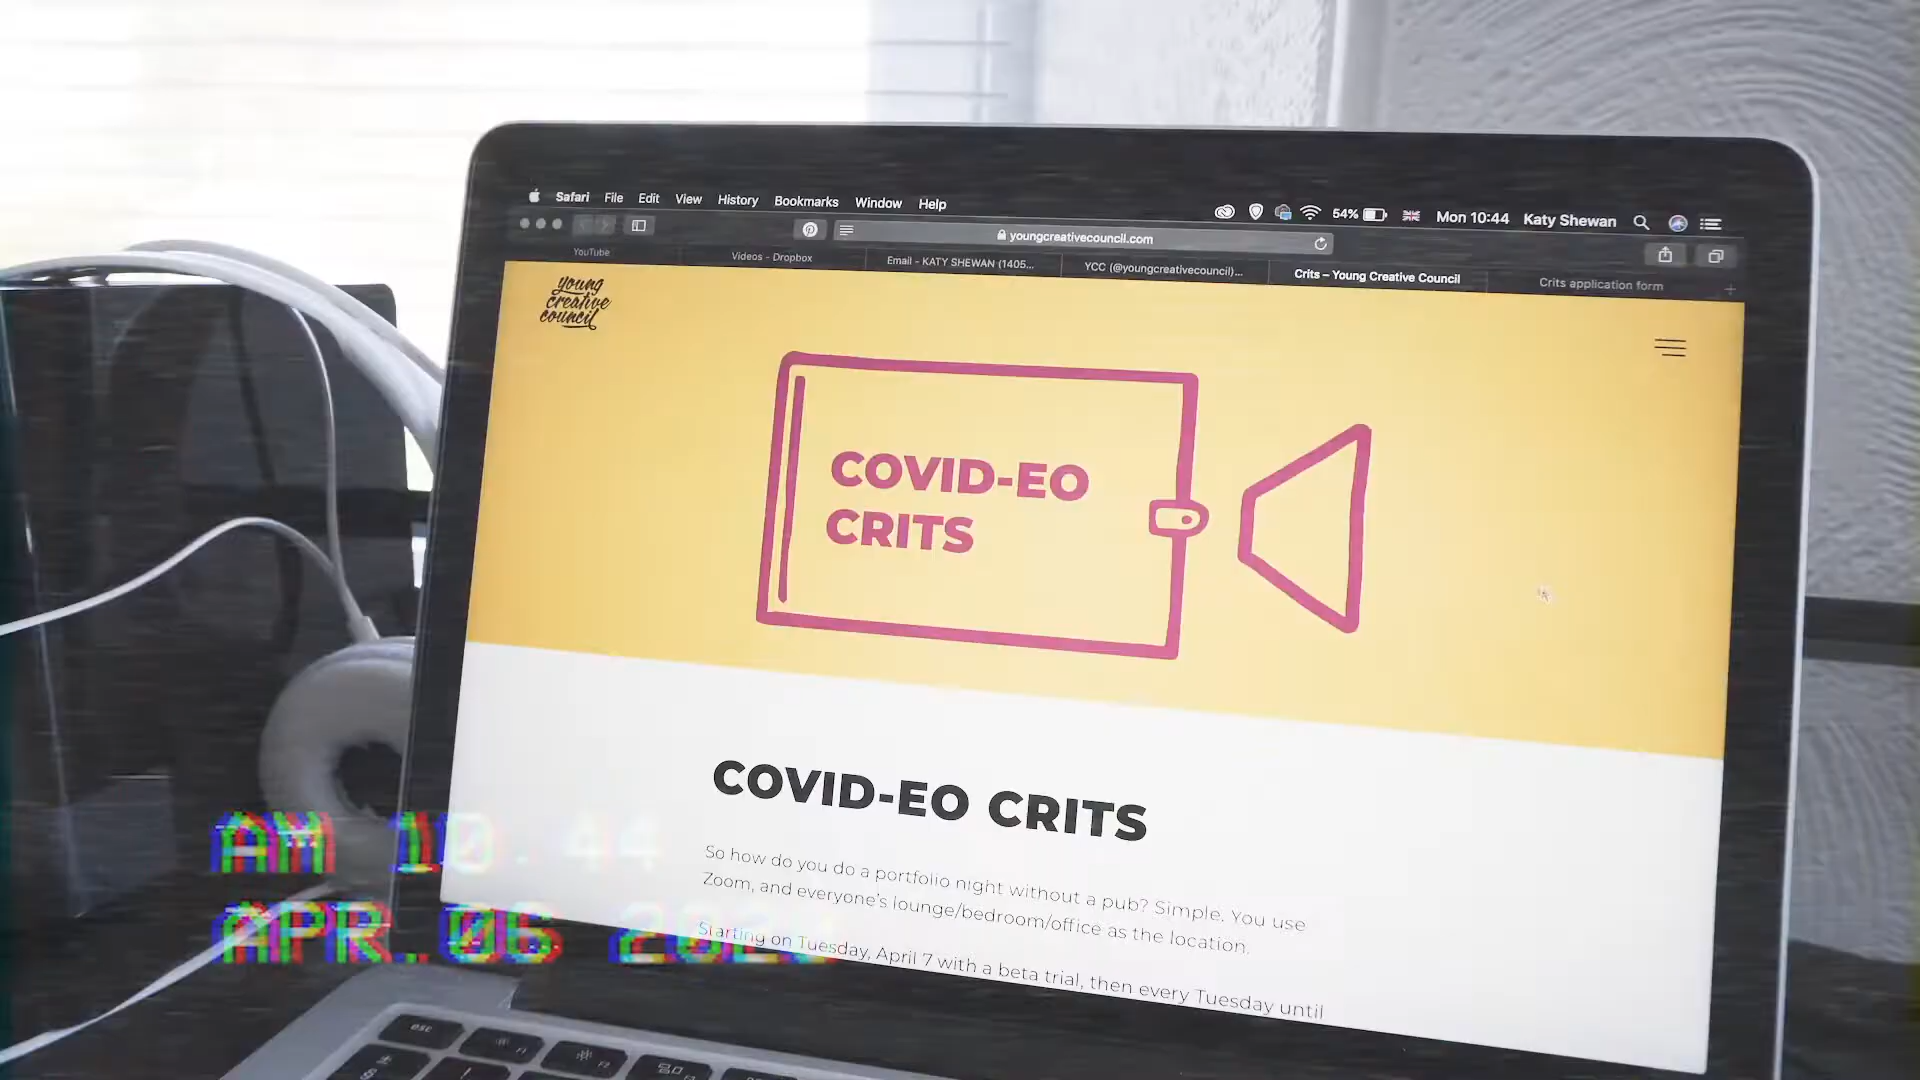 Safari File Edit View History Bookmarks Window Help
54% Mon 10:44 Katy Shewan
youngcreativecouncil.com
YouTube
Videos - Dropbox
Email - KATY SHEWAN (1405...
YCC (@youngcreativecouncil)...
Crits – Young Creative Council
Crits application form
young
creative
council
COVID-EO
CRITS
COVID-EO CRITS
So how do you do a portfolio night without a pub? Simple. You use
Zoom, and everyone's lounge/bedroom/office as the location.
Starting on Tuesday, April 7 with a beta trial, then every Tuesday until
AM 10:44
APR. 06
esc
F1
F2
§
!